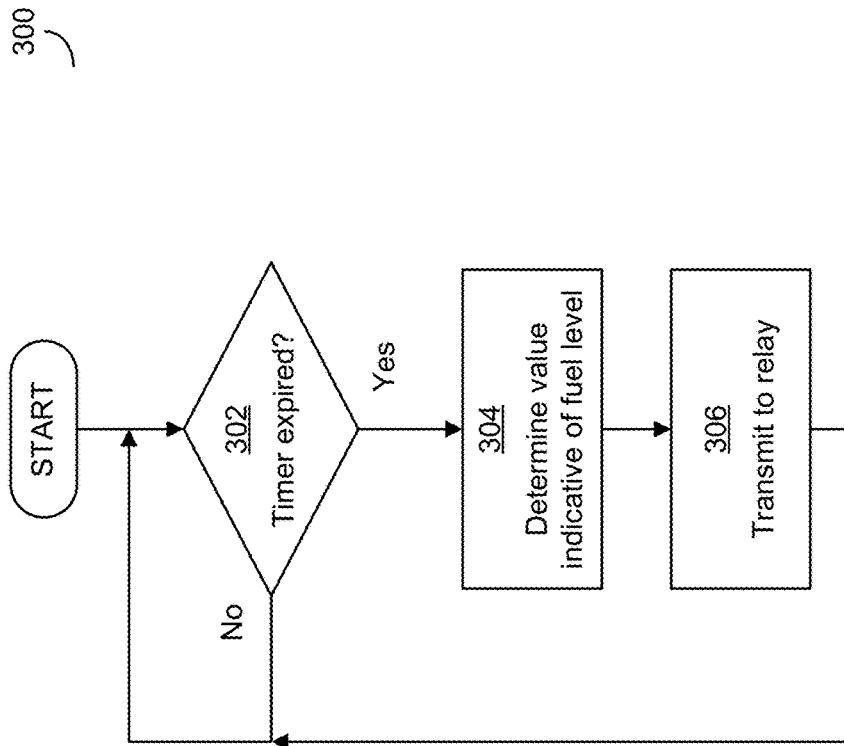 300
START
302
Timer expired?
No
Yes
304
Determine value
indicative of fuel level
306
Transmit to relay